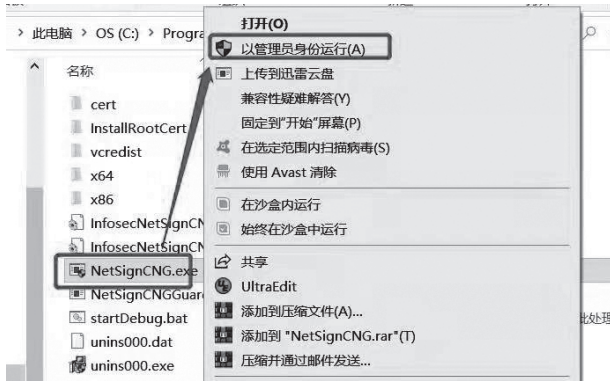 此电脑 > OS (C:) > Progra
名称
cert
InstallRootCert
vcredist
x64
x86
InfosecNetSignCN
InfosecNetSignCN
NetSignCNG.exe
NetSignCNGGuar
startDebug.bat
unins000.dat
unins000.exe
打开(O)
以管理员身份运行(A)
上传到迅雷云盘
兼容性疑难解答(Y)
固定到"开始"屏幕(P)
在选定范围内扫描病毒(S)
使用 Avast 清除
在沙盒内运行
始终在沙盒中运行
共享
UltraEdit
添加到压缩文件(A)...
添加到 "NetSignCNG.rar"(T)
压缩并通过邮件发送...
批处理